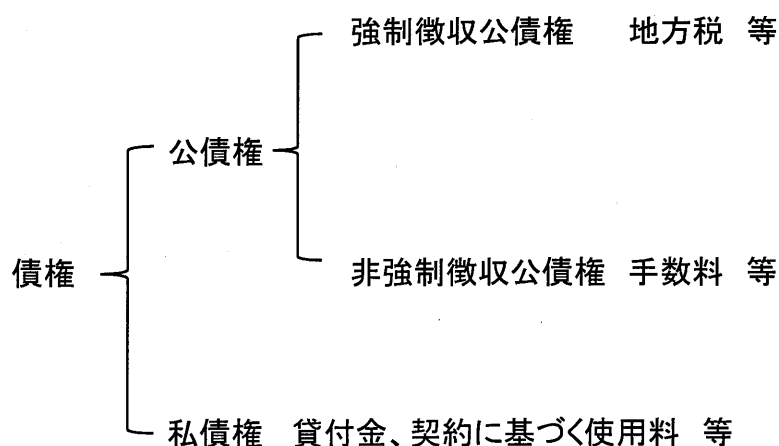 強制徴収公債権 地方税 等
公債権
債権
非強制徴収公債権 手数料 等
私債権 貸付金、契約に基づく使用料 等